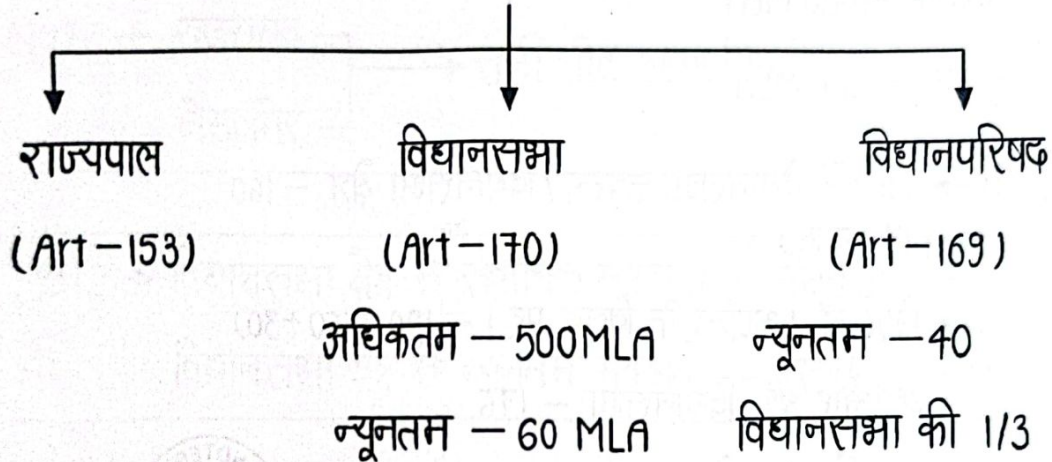 राज्यपाल विधानसभा विधानपरिषद
(Art-153) (Art-170) (Art-169)
अधिकतम - 500 MLA न्यूनतम - 40
न्यूनतम - 60 MLA विधानसभा की 1/3